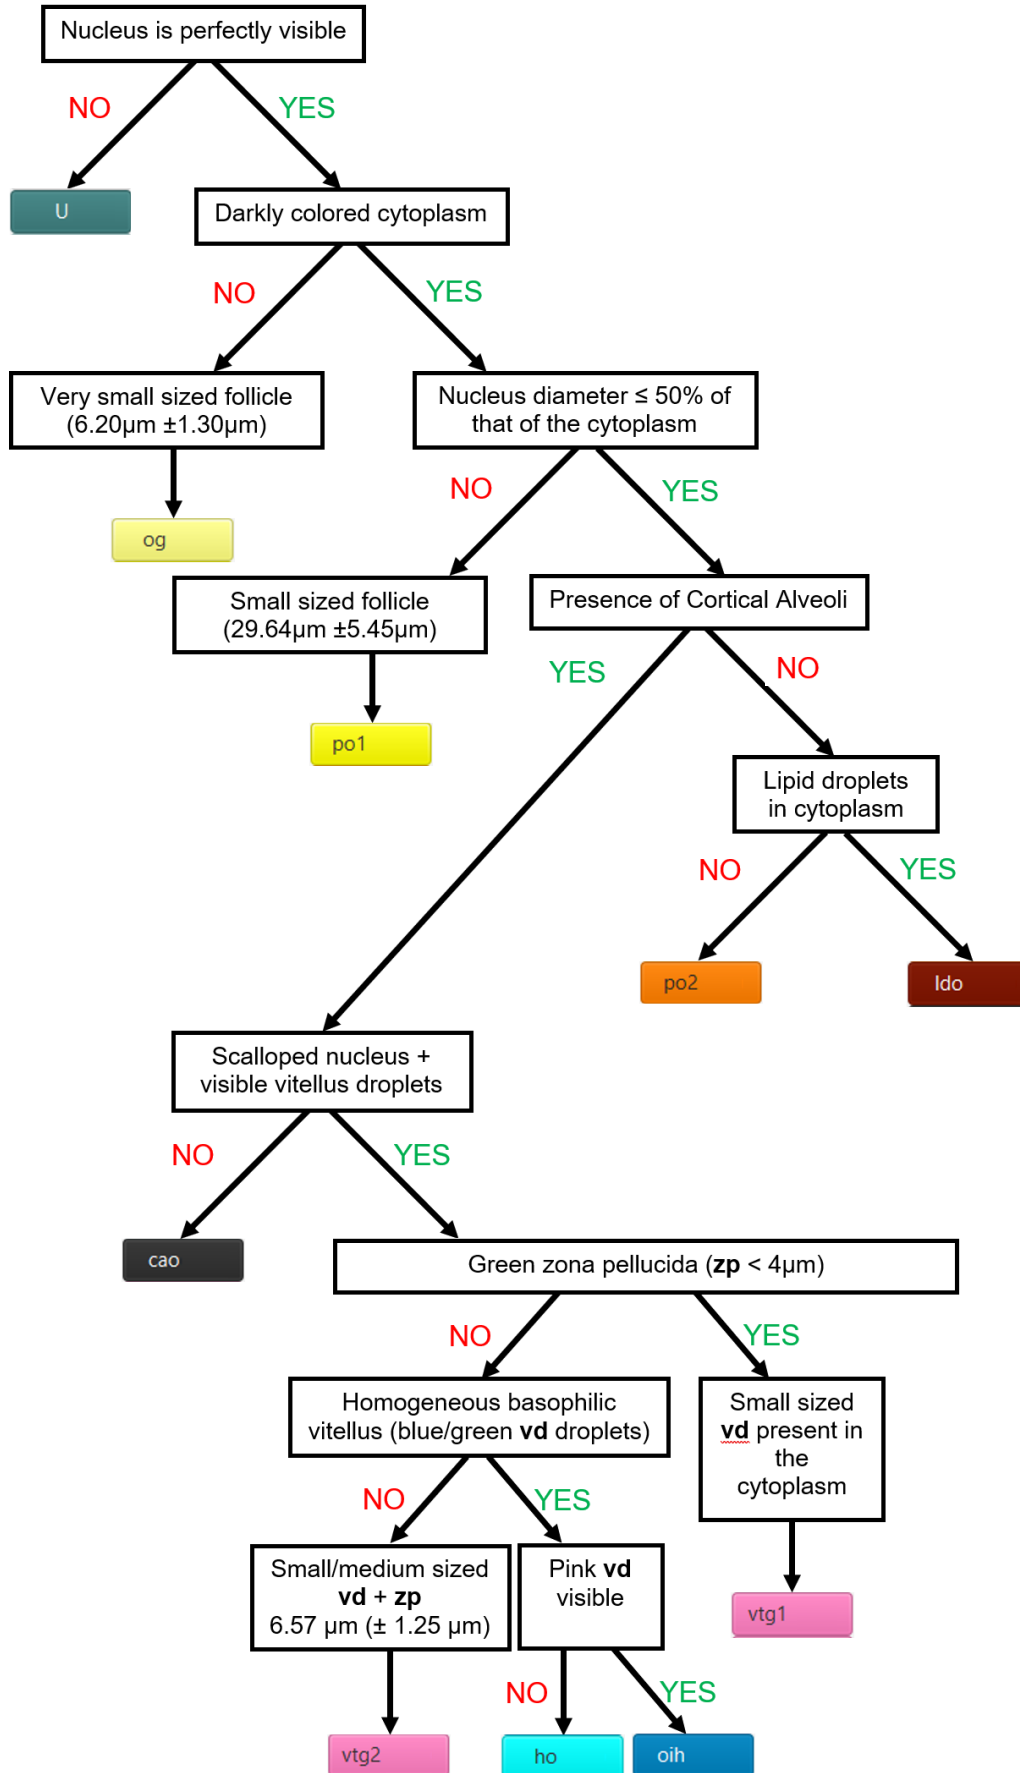 Nucleus is perfectly visible
NO
YES
U
Darkly colored cytoplasm
NO
YES
Very small sized follicle
(6.20µm ±1.30µm)
Nucleus diameter ≤ 50% of
that of the cytoplasm
NO
YES
og
Small sized follicle
(29.64µm ±5.45µm)
Presence of Cortical Alveoli
YES
NO
po1
Lipid droplets
in cytoplasm
NO
YES
po2
ldo
Scalloped nucleus +
visible vitellus droplets
NO
YES
cao
Green zona pellucida (zp < 4µm)
NO
YES
Homogeneous basophilic
vitellus (blue/green vd droplets)
Small sized
vd present in
the
cytoplasm
NO
YES
Small/medium sized
vd + zp
6.57 µm (± 1.25 µm)
Pink vd
visible
vtg1
NO
YES
vtg2
ho
oih